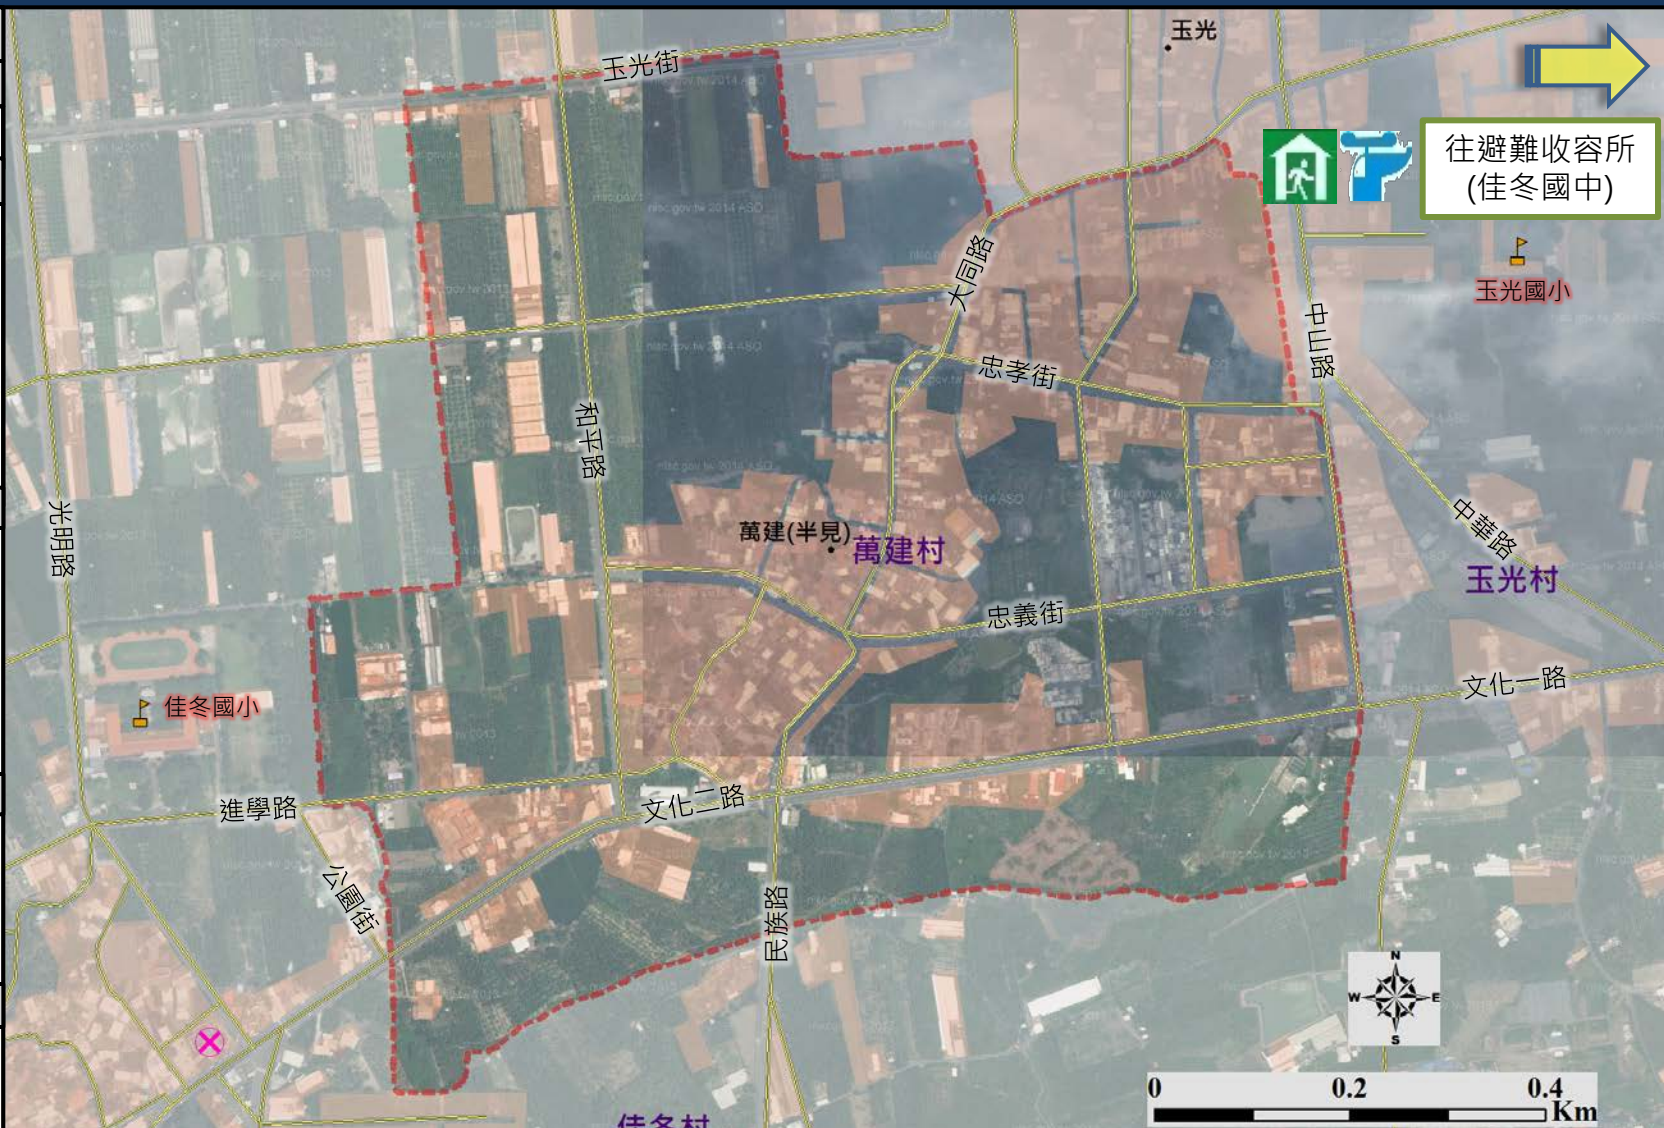 玉光
玉光街
往避難收容所
(佳冬國中)
大同路
玉光國小
中山路
忠孝街
和平路
光明路
萬建(半見)
萬建村
中華路
玉光村
忠義街
文化一路
佳冬國小
進學路
文化二路
公園街
民族路
N
W
E
S
0
0.2
0.4
Km
佳冬村